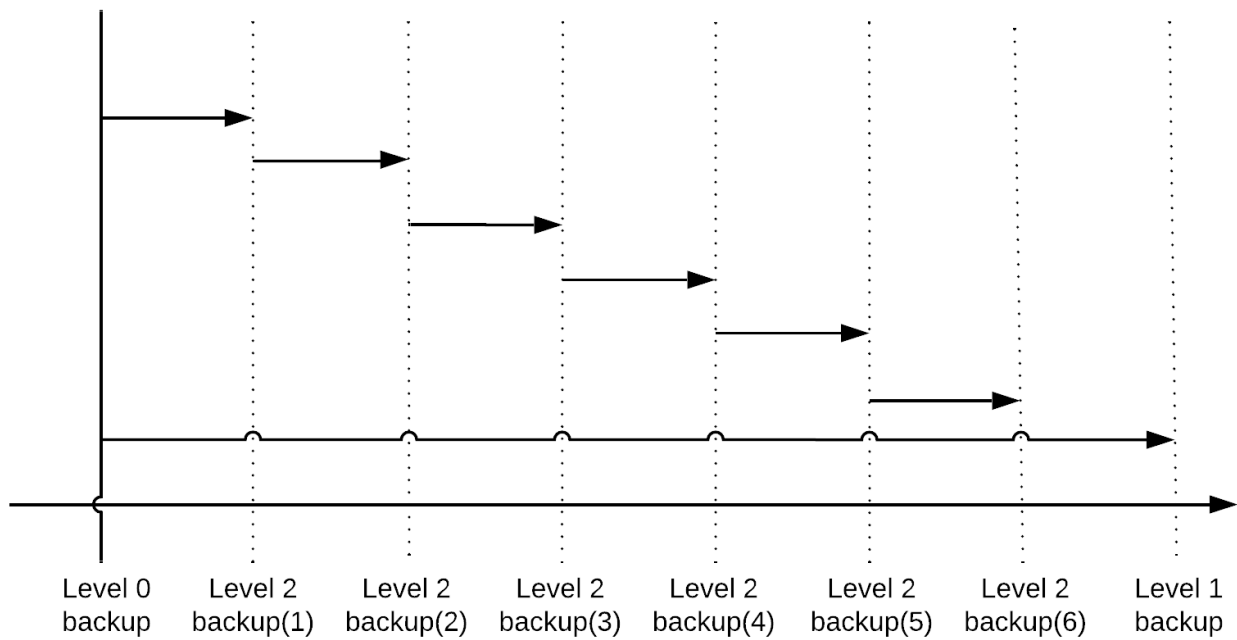 Level 0
backup
Level 2
backup(1)
Level 2
backup(2)
Level 2
backup(3)
Level 2
backup(4)
Level 2
backup(5)
Level 2
backup(6)
Level 1
backup